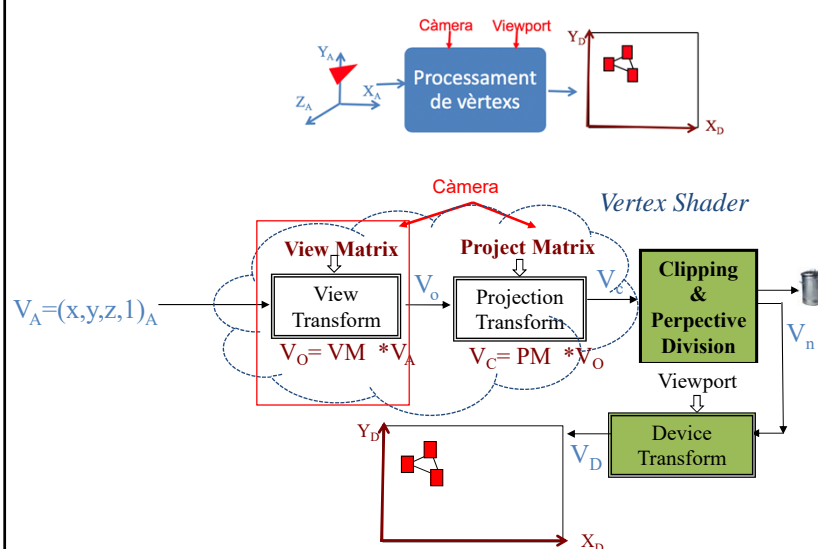 Càmera
Viewport
Y_A
X_A
Z_A
Processament
de vèrtexs
Y_D
X_D
Càmera
Vertex Shader
View Matrix
Project Matrix
V_A=(x,y,z,1)_A
View
Transform
V_o
Projection
Transform
V_c
Clipping
&
Perpective
Division
V_n
V_O= VM *V_A
V_C= PM *V_O
Viewport
Device
Transform
V_D
Y_D
X_D